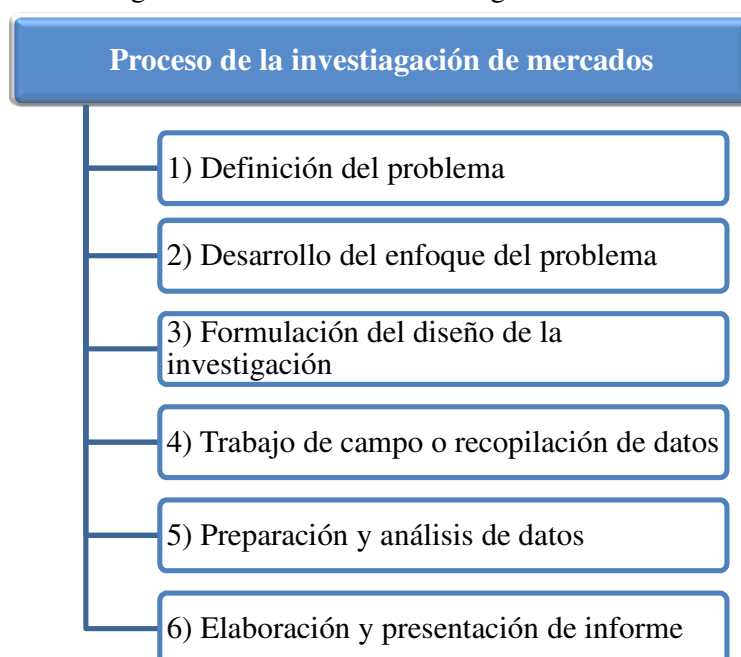 Proceso de la investiagación de mercados
1) Definición del problema
2) Desarrollo del enfoque del problema
3) Formulación del diseño de la
investigación
4) Trabajo de campo o recopilación de datos
5) Preparación y análisis de datos
6) Elaboración y presentación de informe